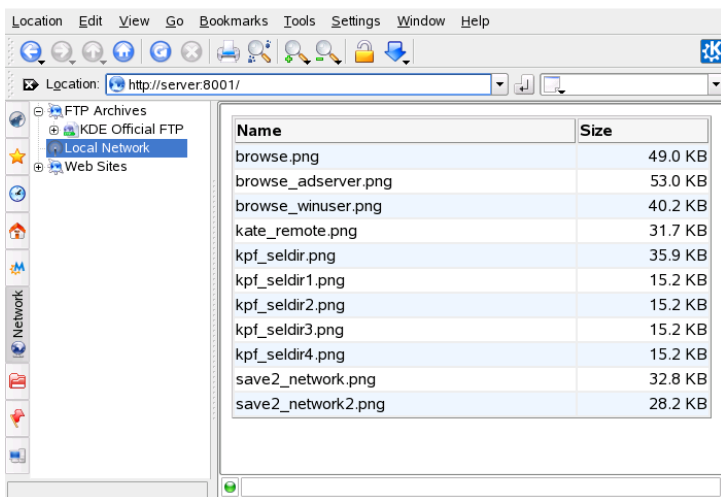 Location Edit View Go Bookmarks Tools Settings Window Help
Location: http://server:8001/
FTP Archives
KDE Official FTP
Local Network
Web Sites
Network
Name Size
browse.png 49.0 KB
browse_adserver.png 53.0 KB
browse_winuser.png 40.2 KB
kate_remote.png 31.7 KB
kpf_seldir.png 35.9 KB
kpf_seldir1.png 15.2 KB
kpf_seldir2.png 15.2 KB
kpf_seldir3.png 15.2 KB
kpf_seldir4.png 15.2 KB
save2_network.png 32.8 KB
save2_network2.png 28.2 KB